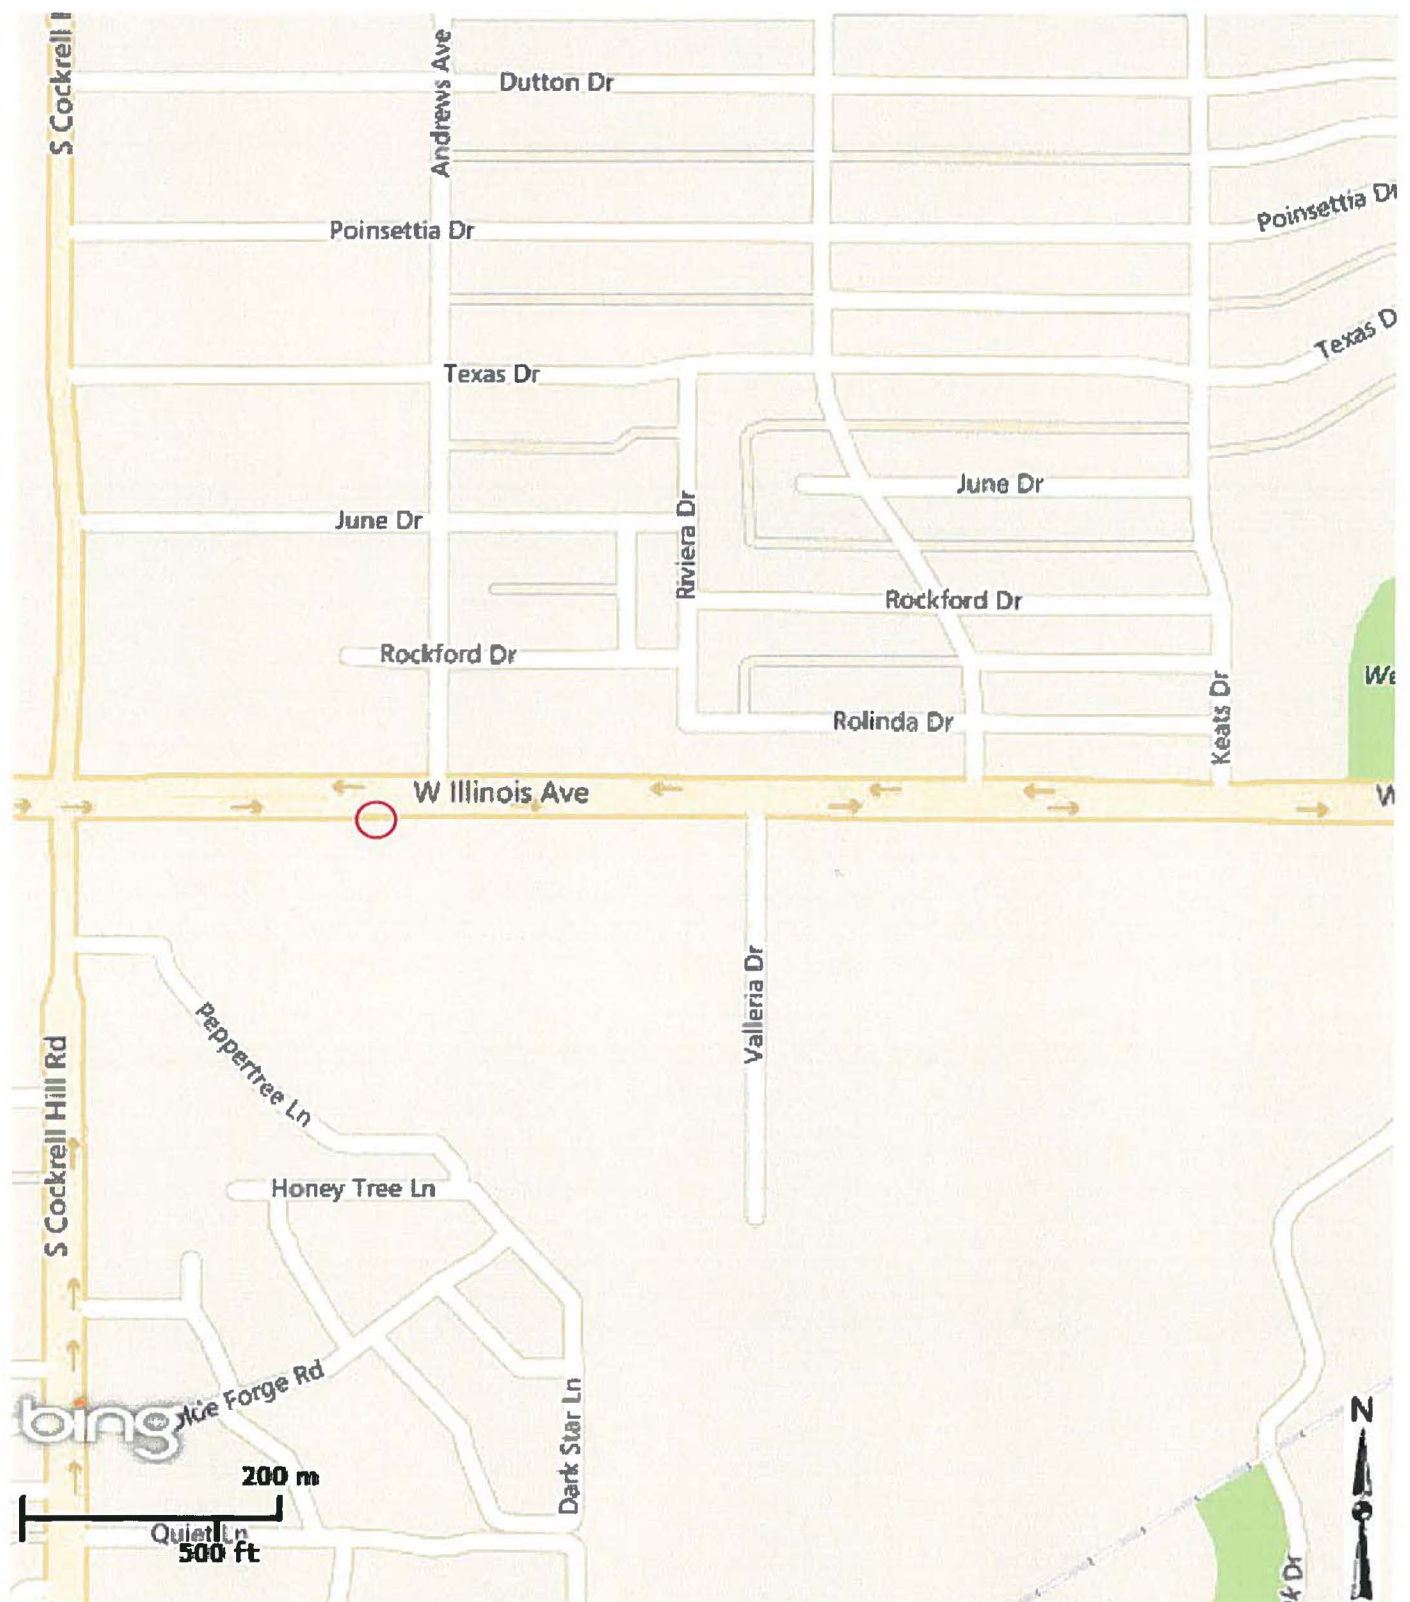 S Cockrell
Andrews Ave
Dutton Dr
Poinsettia Dr
Poinsettia Dr
Texas Dr
Texas D
June Dr
June Dr
Riviera Dr
Rockford Dr
Rockford Dr
We
Rolinda Dr
Keats Dr
W Illinois Ave
W
Valleria Dr
Peppertree Ln
S Cockrell Hill Rd
Honey Tree Ln
Forge Rd
Dark Star Ln
bing
N
200 m
Quiet Ln
500 ft
k Dr